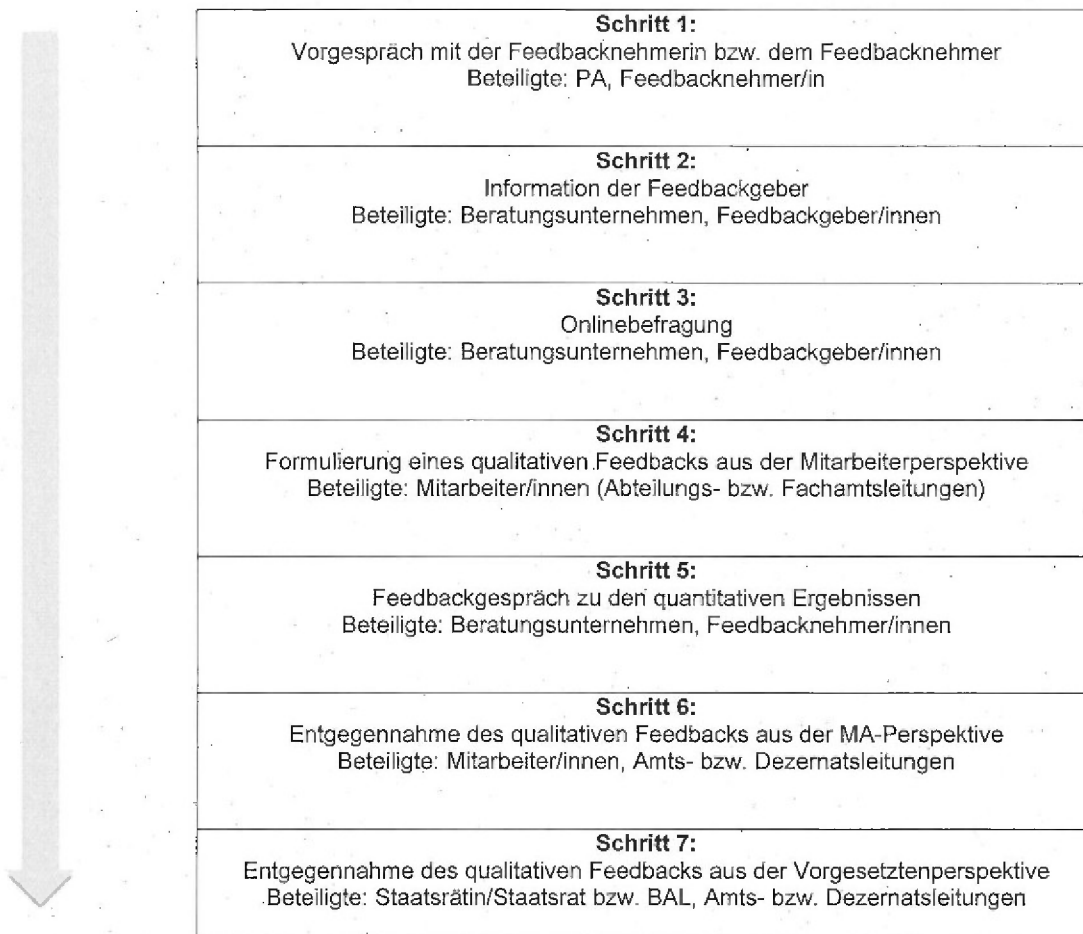 Schritt 1:
Vorgespräch mit der Feedbacknehmerin bzw. dem Feedbacknehmer
Beteiligte: PA, Feedbacknehmer/in
Schritt 2:
Information der Feedbackgeber
Beteiligte: Beratungsunternehmen, Feedbackgeber/innen
Schritt 3:
Onlinebefragung
Beteiligte: Beratungsunternehmen, Feedbackgeber/innen
Schritt 4:
Formulierung eines qualitativen Feedbacks aus der Mitarbeiterperspektive
Beteiligte: Mitarbeiter/innen (Abteilungs- bzw. Fachamtsleitungen)
Schritt 5:
Feedbackgespräch zu den quantitativen Ergebnissen
Beteiligte: Beratungsunternehmen, Feedbacknehmer/innen
Schritt 6:
Entgegennahme des qualitativen Feedbacks aus der MA-Perspektive
Beteiligte: Mitarbeiter/innen, Amts- bzw. Dezernatsleitungen
Schritt 7:
Entgegennahme des qualitativen Feedbacks aus der Vorgesetztenperspektive
Beteiligte: Staatsrätin/Staatsrat bzw. BAL, Amts- bzw. Dezernatsleitungen